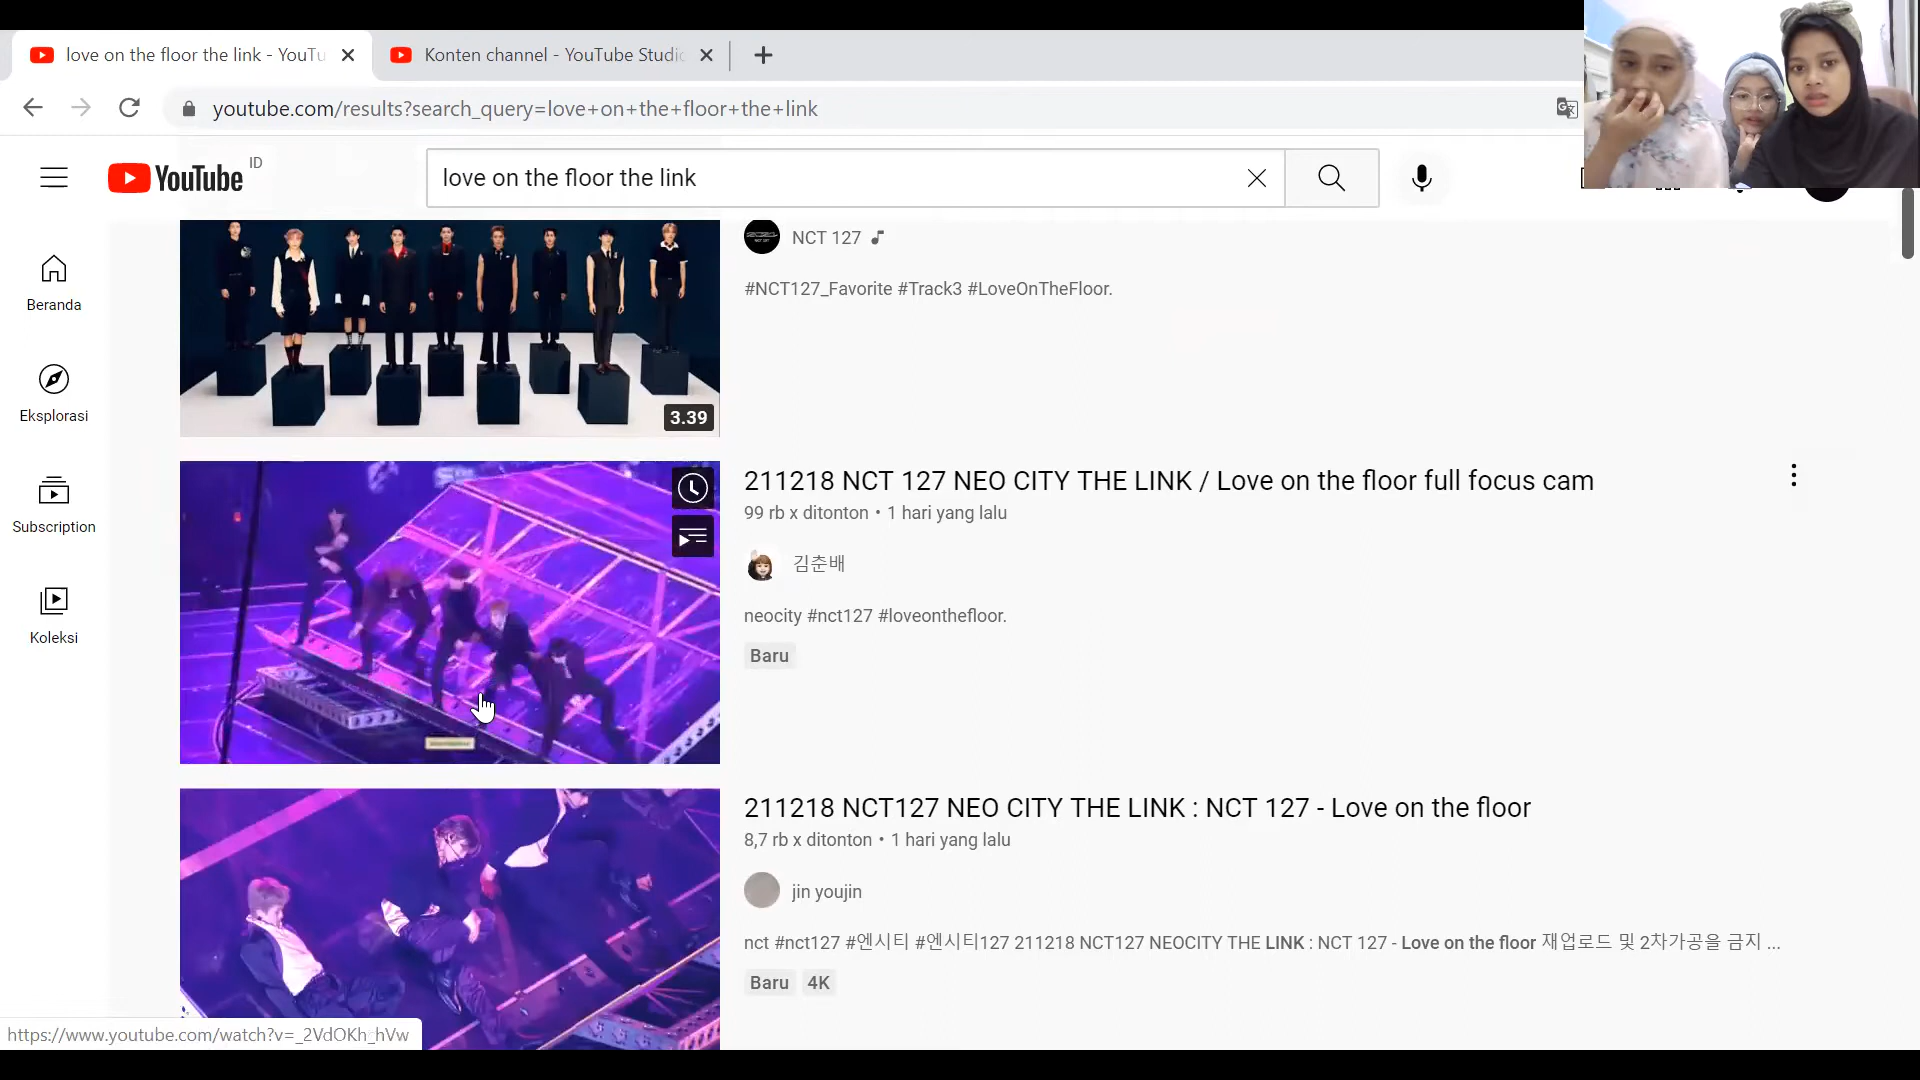 love on the floor the link - YouTu
Konten channel - YouTube Studio
youtube.com/results?search_query=love+on+the+floor+the+link
YouTube ID
love on the floor the link
Beranda
Eksplorasi
Subscription
Koleksi
3.39
NCT 127
#NCT127_Favorite #Track3 #LoveOnTheFloor.
211218 NCT 127 NEO CITY THE LINK / Love on the floor full focus cam
99 rb x ditonton • 1 hari yang lalu
김춘배
neocity #nct127 #loveonthefloor.
Baru
211218 NCT127 NEO CITY THE LINK : NCT 127 - Love on the floor
8,7 rb x ditonton • 1 hari yang lalu
jin youjin
nct #nct127 #엔시티 #엔시티127 211218 NCT127 NEOCITY THE LINK : NCT 127 - Love on the floor 재업로드 및 2차가공을 금지 ...
Baru 4K
https://www.youtube.com/watch?v=_2VdOKh_hVw